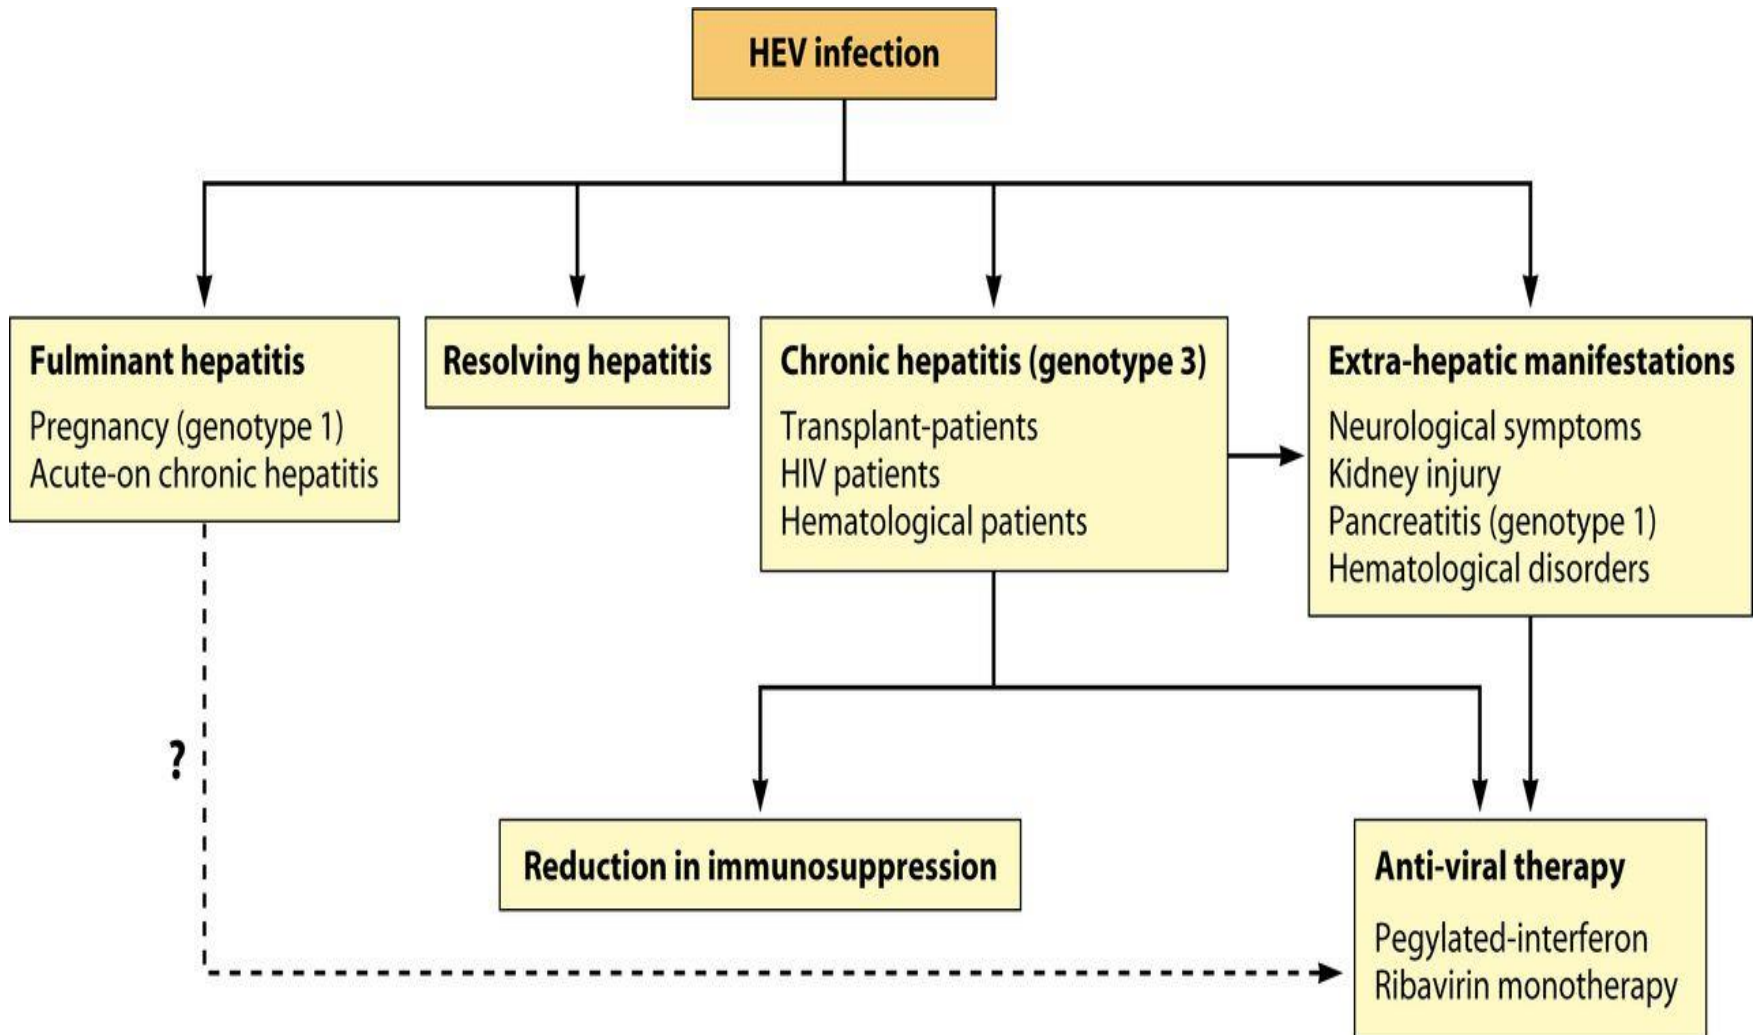 HEV infection
Fulminant hepatitis
Pregnancy (genotype 1)
Acute-on chronic hepatitis
Resolving hepatitis
Chronic hepatitis (genotype 3)
Transplant-patients
HIV patients
Hematological patients
Extra-hepatic manifestations
Neurological symptoms
Kidney injury
Pancreatitis (genotype 1)
Hematological disorders
?
Reduction in immunosuppression
Anti-viral therapy
Pegylated-interferon
Ribavirin monotherapy